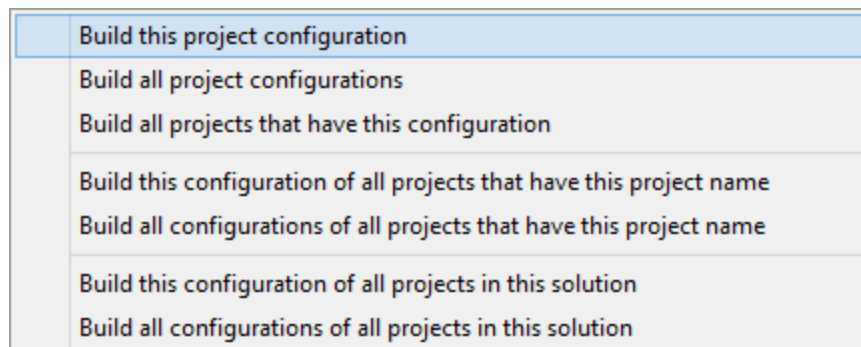 Build this project configuration
Build all project configurations
Build all projects that have this configuration
Build this configuration of all projects that have this project name
Build all configurations of all projects that have this project name
Build this configuration of all projects in this solution
Build all configurations of all projects in this solution